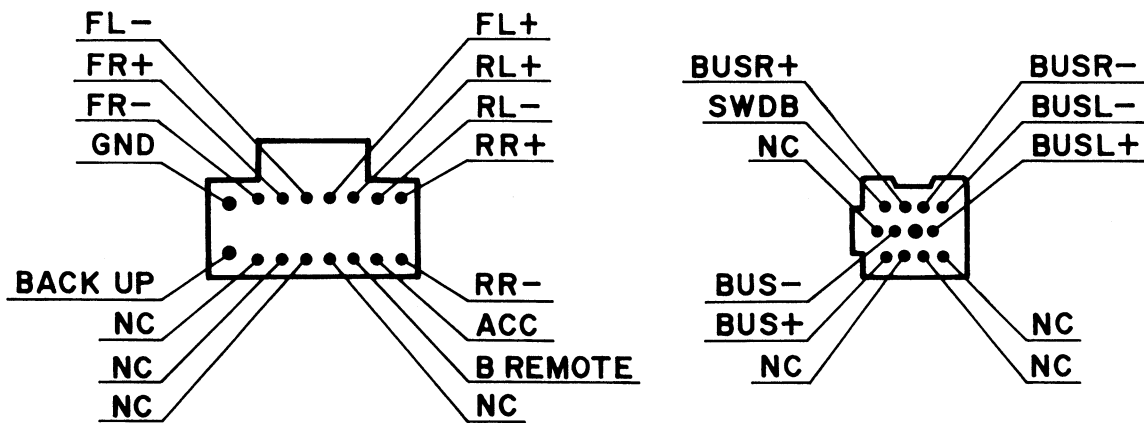 FL− FL+
FR+ RL+
FR− RL−
GND RR+
BACK UP RR−
NC ACC
NC B REMOTE
NC NC
BUSR+ BUSR−
SWDB BUSL−
NC BUSL+
BUS−
BUS+ NC
NC NC